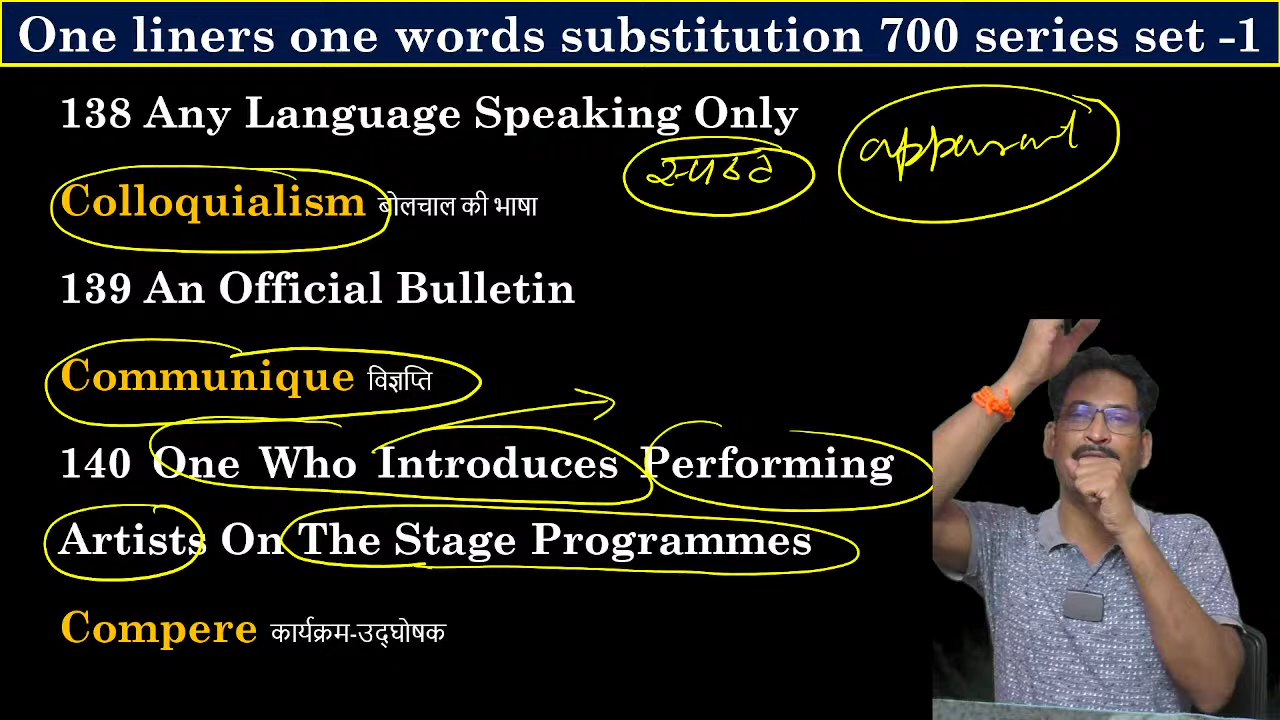 One liners one words substitution 700 series set -1
138 Any Language Speaking Only
स्पष्ट
Colloquialism बोलचाल की भाषा
139 An Official Bulletin
Communique विज्ञप्ति
140 One Who Introduces Performing
Artists On The Stage Programmes
Compere कार्यक्रम-उद्घोषक